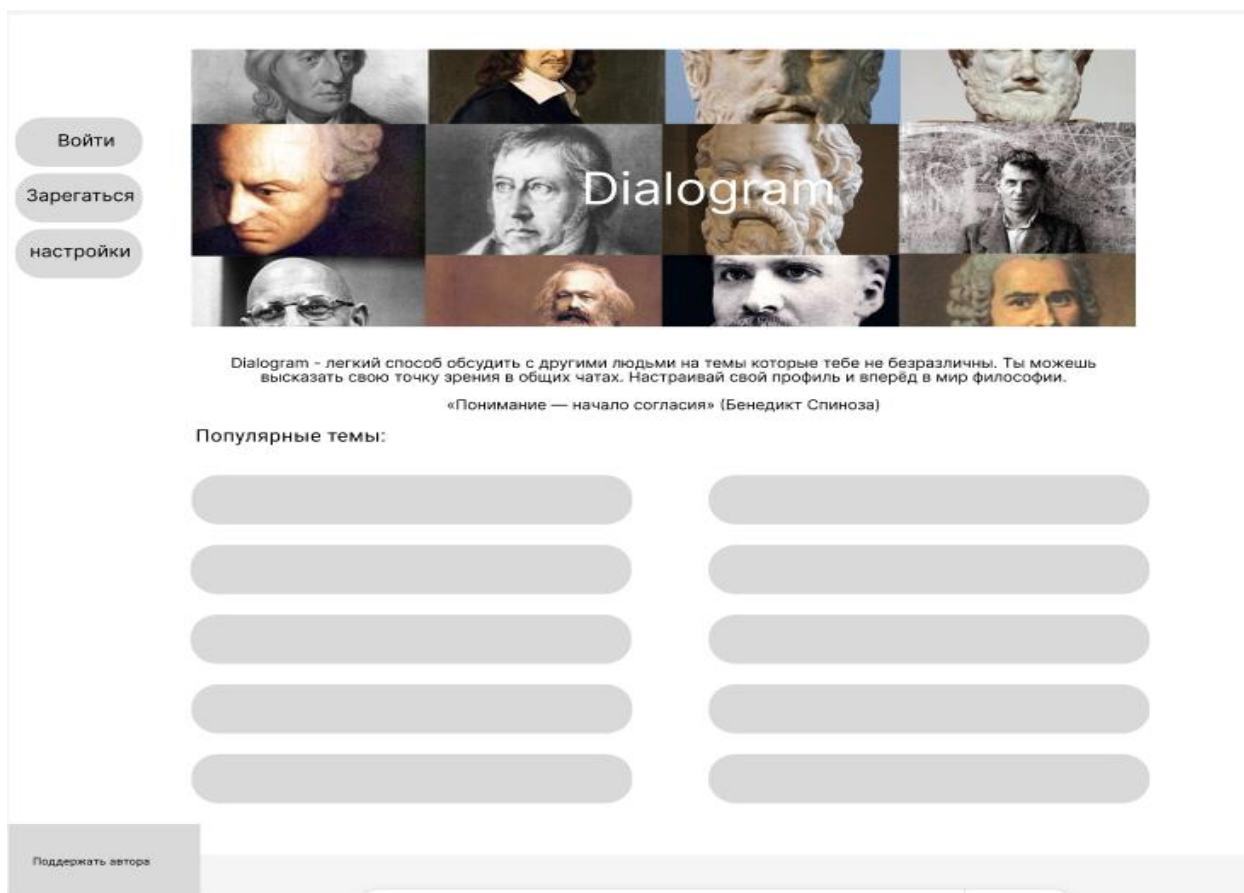 Войти
Зарегаться
настройки
Dialogram
Dialogram - легкий способ обсудить с другими людьми на темы которые тебе не безразличны. Ты можешь
высказать свою точку зрения в общих чатах. Настраивай свой профиль и вперёд в мир философии.
«Понимание — начало согласия» (Бенедикт Спиноза)
Популярные темы:
Поддержать автора